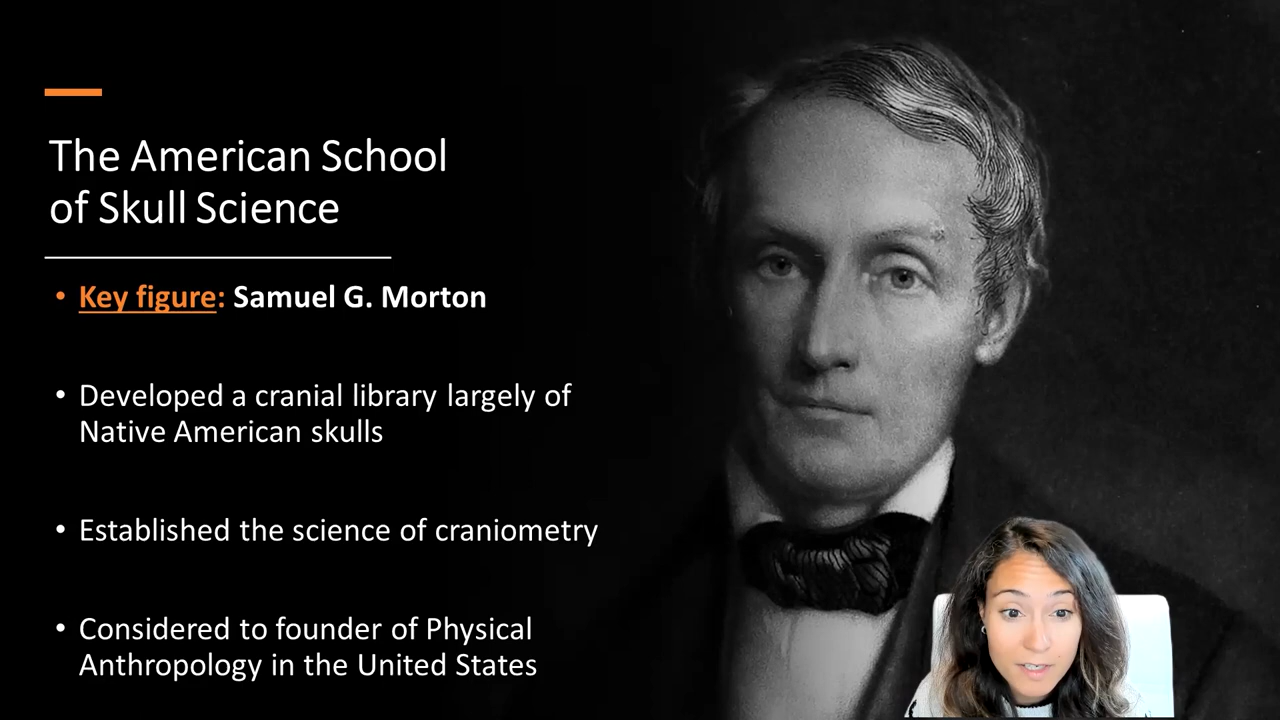 The American School
of Skull Science
• Key figure: Samuel G. Morton
• Developed a cranial library largely of
Native American skulls
• Established the science of craniometry
• Considered to founder of Physical
Anthropology in the United States